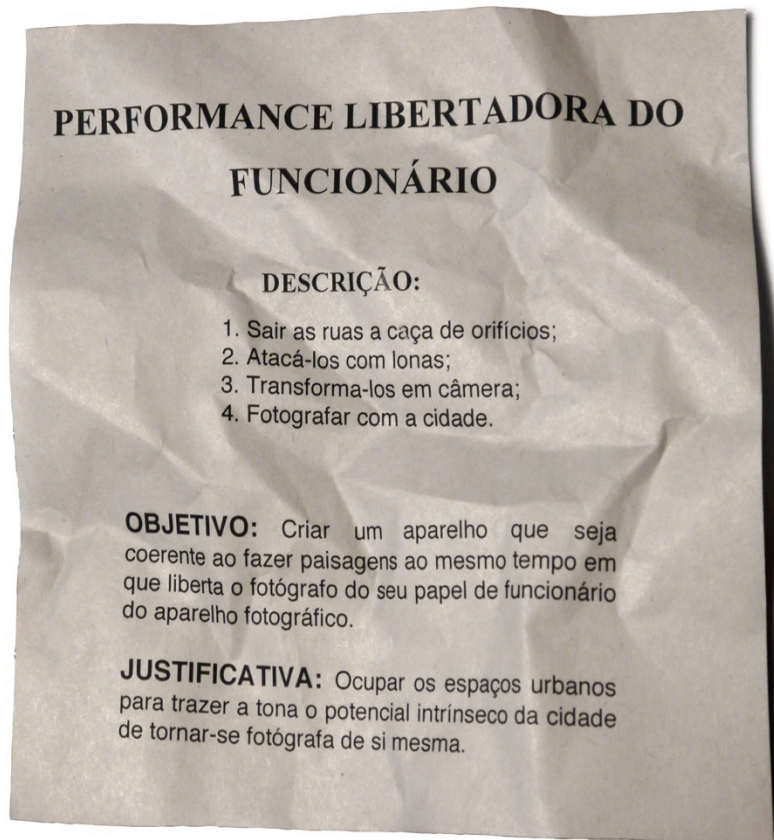 PERFORMANCE LIBERTADORA DO
FUNCIONÁRIO
DESCRIÇÃO:
1. Sair as ruas a caça de orifícios;
2. Atacá-los com lonas;
3. Transforma-los em câmera;
4. Fotografar com a cidade.
OBJETIVO: Criar um aparelho que seja
coerente ao fazer paisagens ao mesmo tempo em
que liberta o fotógrafo do seu papel de funcionário
do aparelho fotográfico.
JUSTIFICATIVA: Ocupar os espaços urbanos
para trazer a tona o potencial intrínseco da cidade
de tornar-se fotógrafa de si mesma.